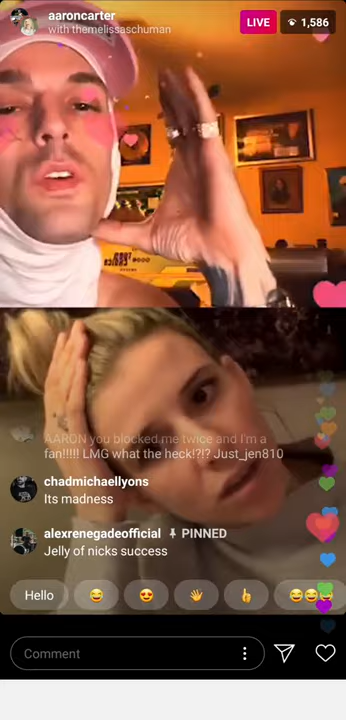 aaroncarter
with themelissaschuman
LIVE
1,586
AARON you blocked me twice and I'm a
fan!!!!! LMG what the heck!?!? Just_jen810
chadmichaellyons
Its madness
alexrenegadeofficial PINNED
Jelly of nicks success
Hello
Comment